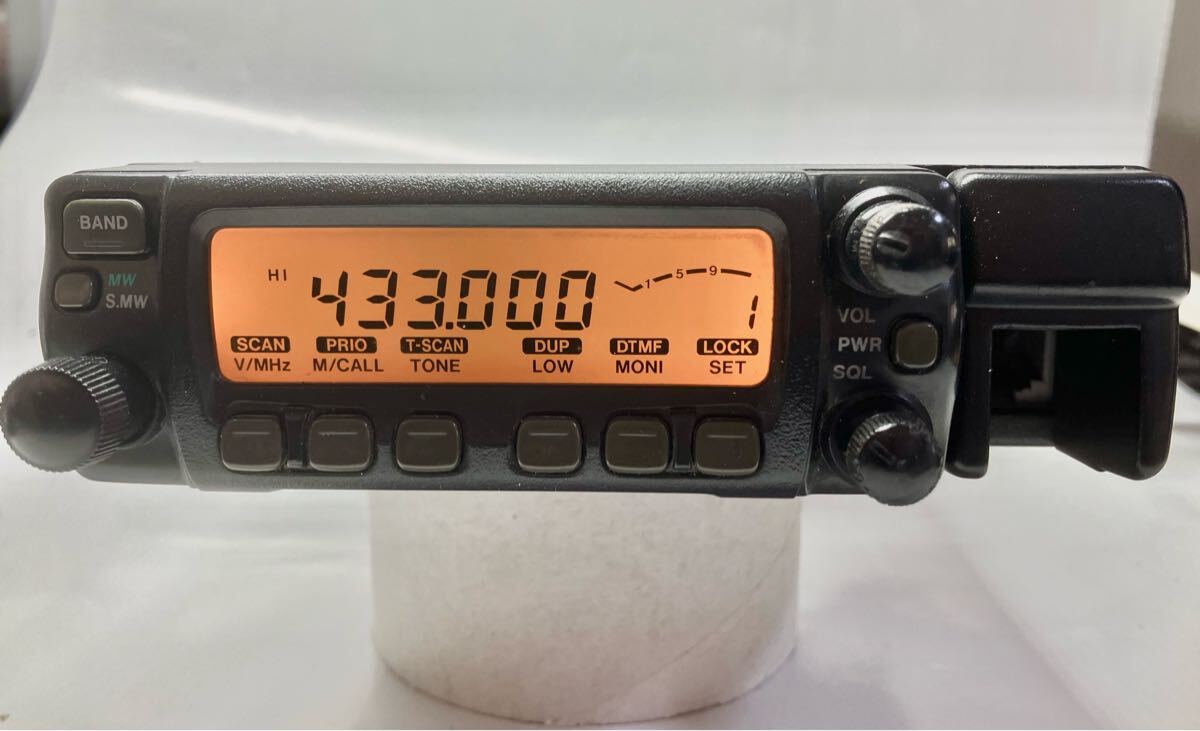 BAND
MW
S.MW
HI 433.000 1 5 9
1
SCAN PRIO T-SCAN DUP DTMF LOCK
V/MHz M/CALL TONE LOW MONI SET
VOL
PWR
SQL